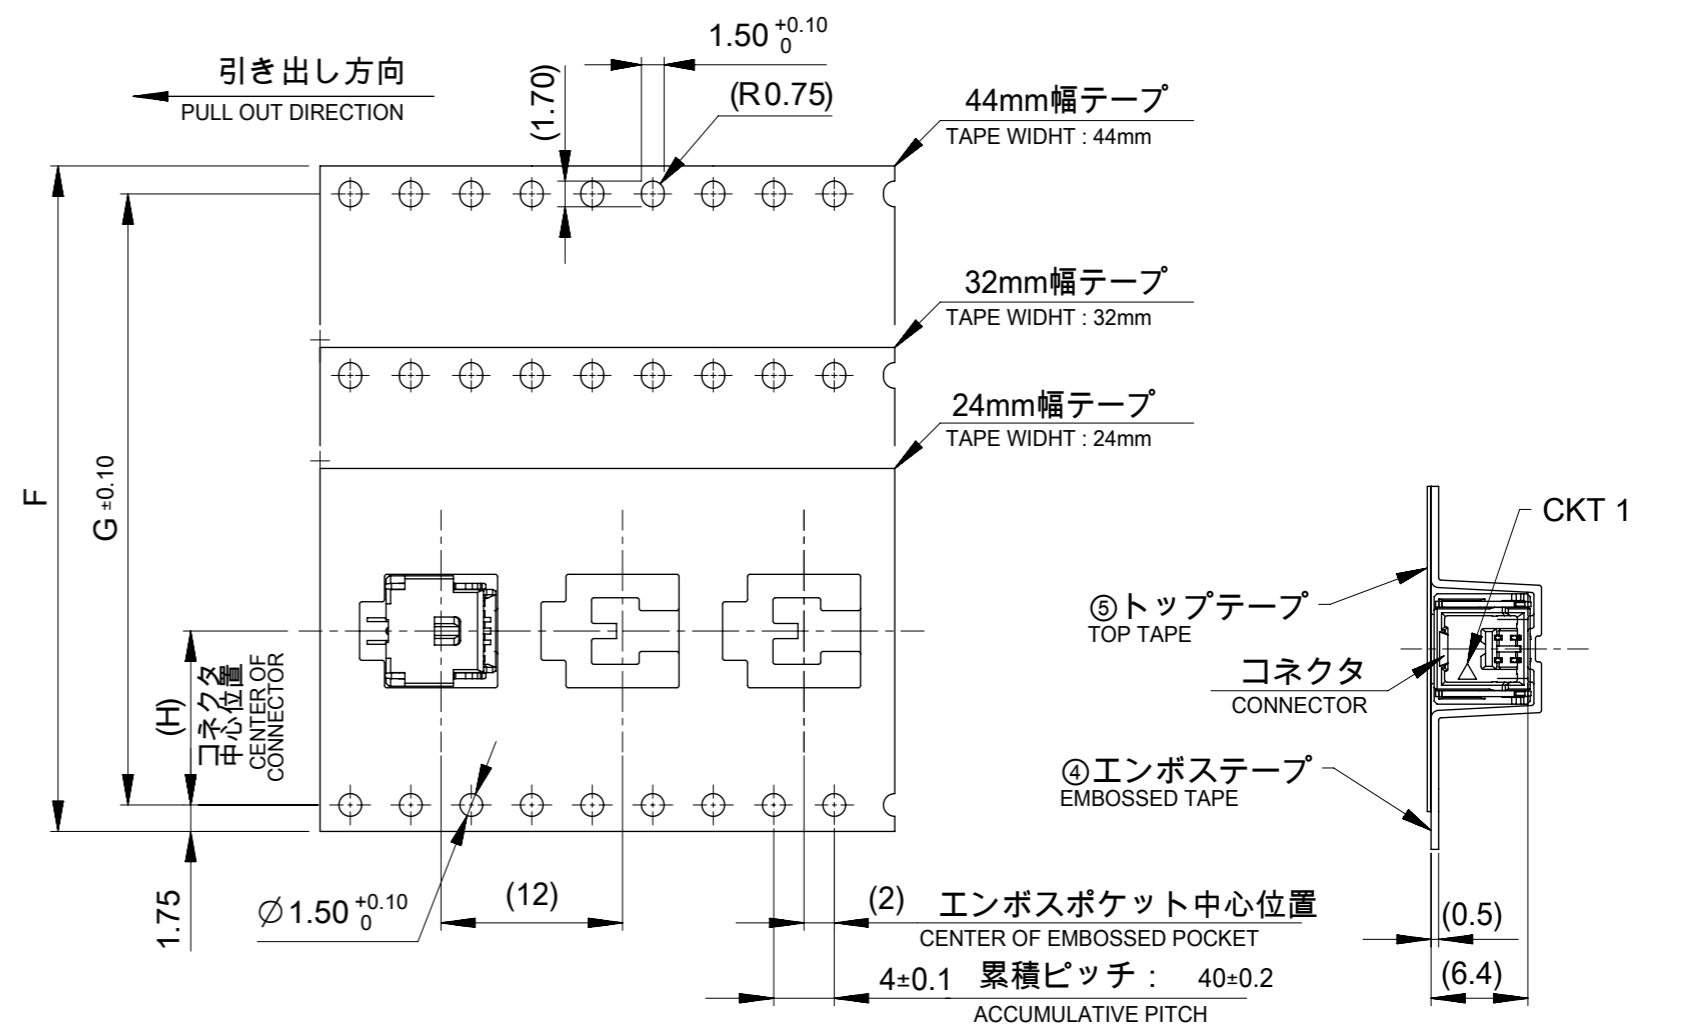 1.50 +0.10 0
引き出し方向
PULL OUT DIRECTION
(1.70)
(R0.75)
44mm幅テープ
TAPE WIDHT : 44mm
32mm幅テープ
TAPE WIDHT : 32mm
24mm幅テープ
TAPE WIDHT : 24mm
F
G ±0.10
(H)
コネクタ
中心位置
CENTER OF
CONNECTOR
1.75
∅1.50 +0.10 0
(12)
(2)
エンボスポケット中心位置
CENTER OF EMBOSSED POCKET
4±0.1
累積ピッチ : 40±0.2
ACCUMULATIVE PITCH
CKT 1
⑤トップテープ
TOP TAPE
コネクタ
CONNECTOR
④エンボステープ
EMBOSSED TAPE
(0.5)
(6.4)